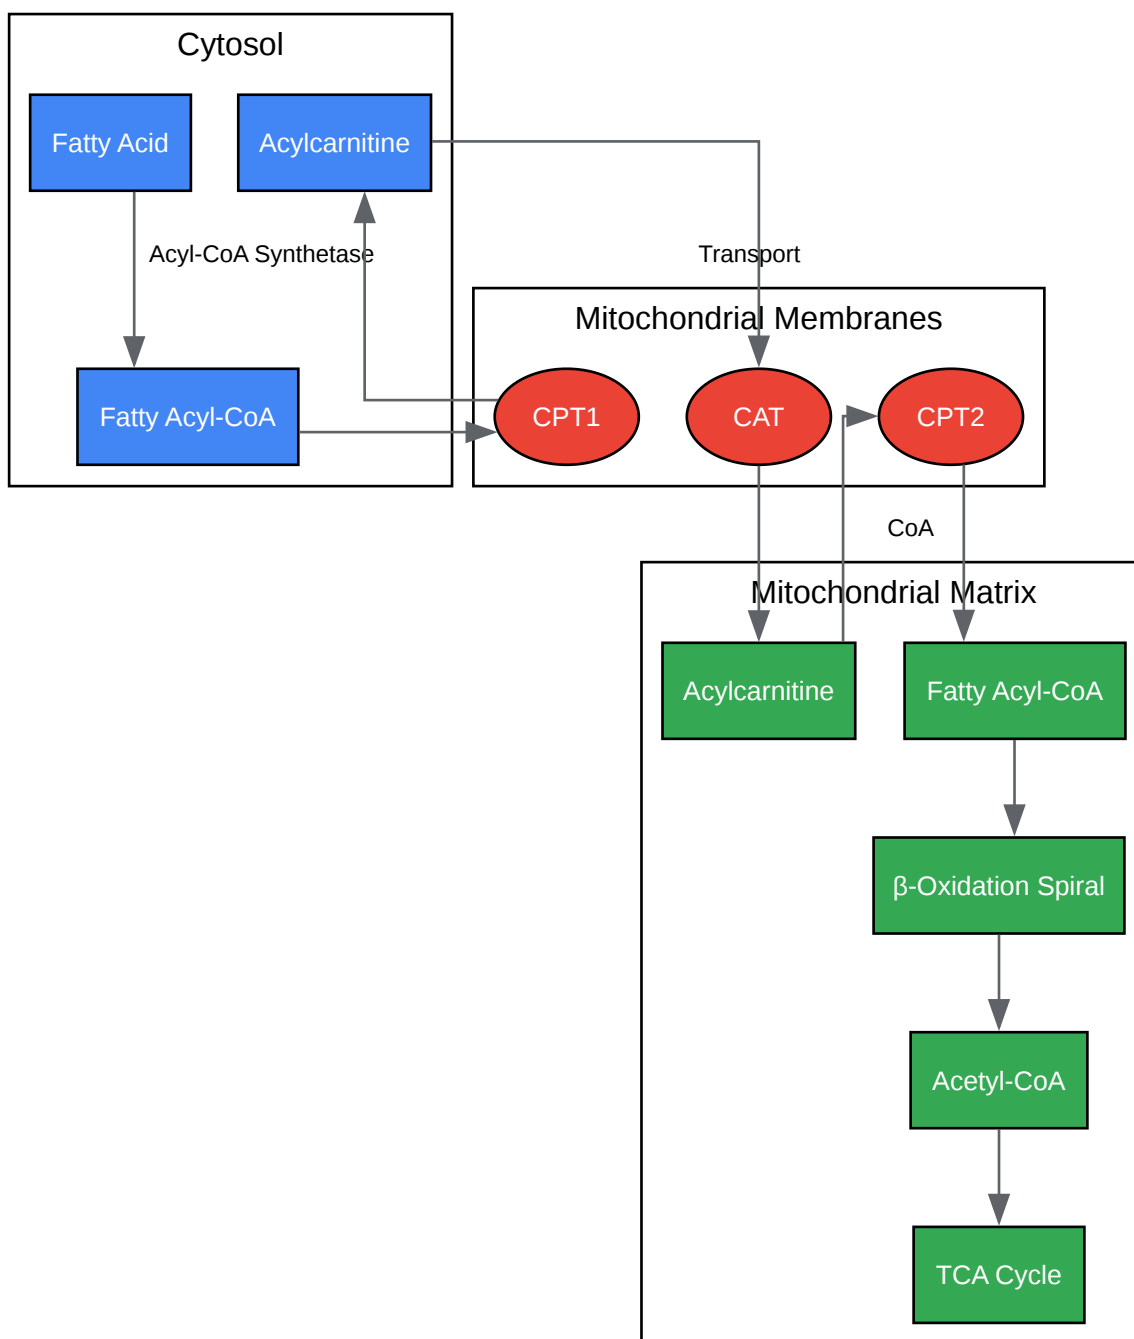 Cytosol
Fatty Acid
Acylcarnitine
Acyl-CoA Synthetase
Transport
Mitochondrial Membranes
Fatty Acyl-CoA
CPT1
CAT
CPT2
CoA
Mitochondrial Matrix
Acylcarnitine
Fatty Acyl-CoA
β-Oxidation Spiral
Acetyl-CoA
TCA Cycle